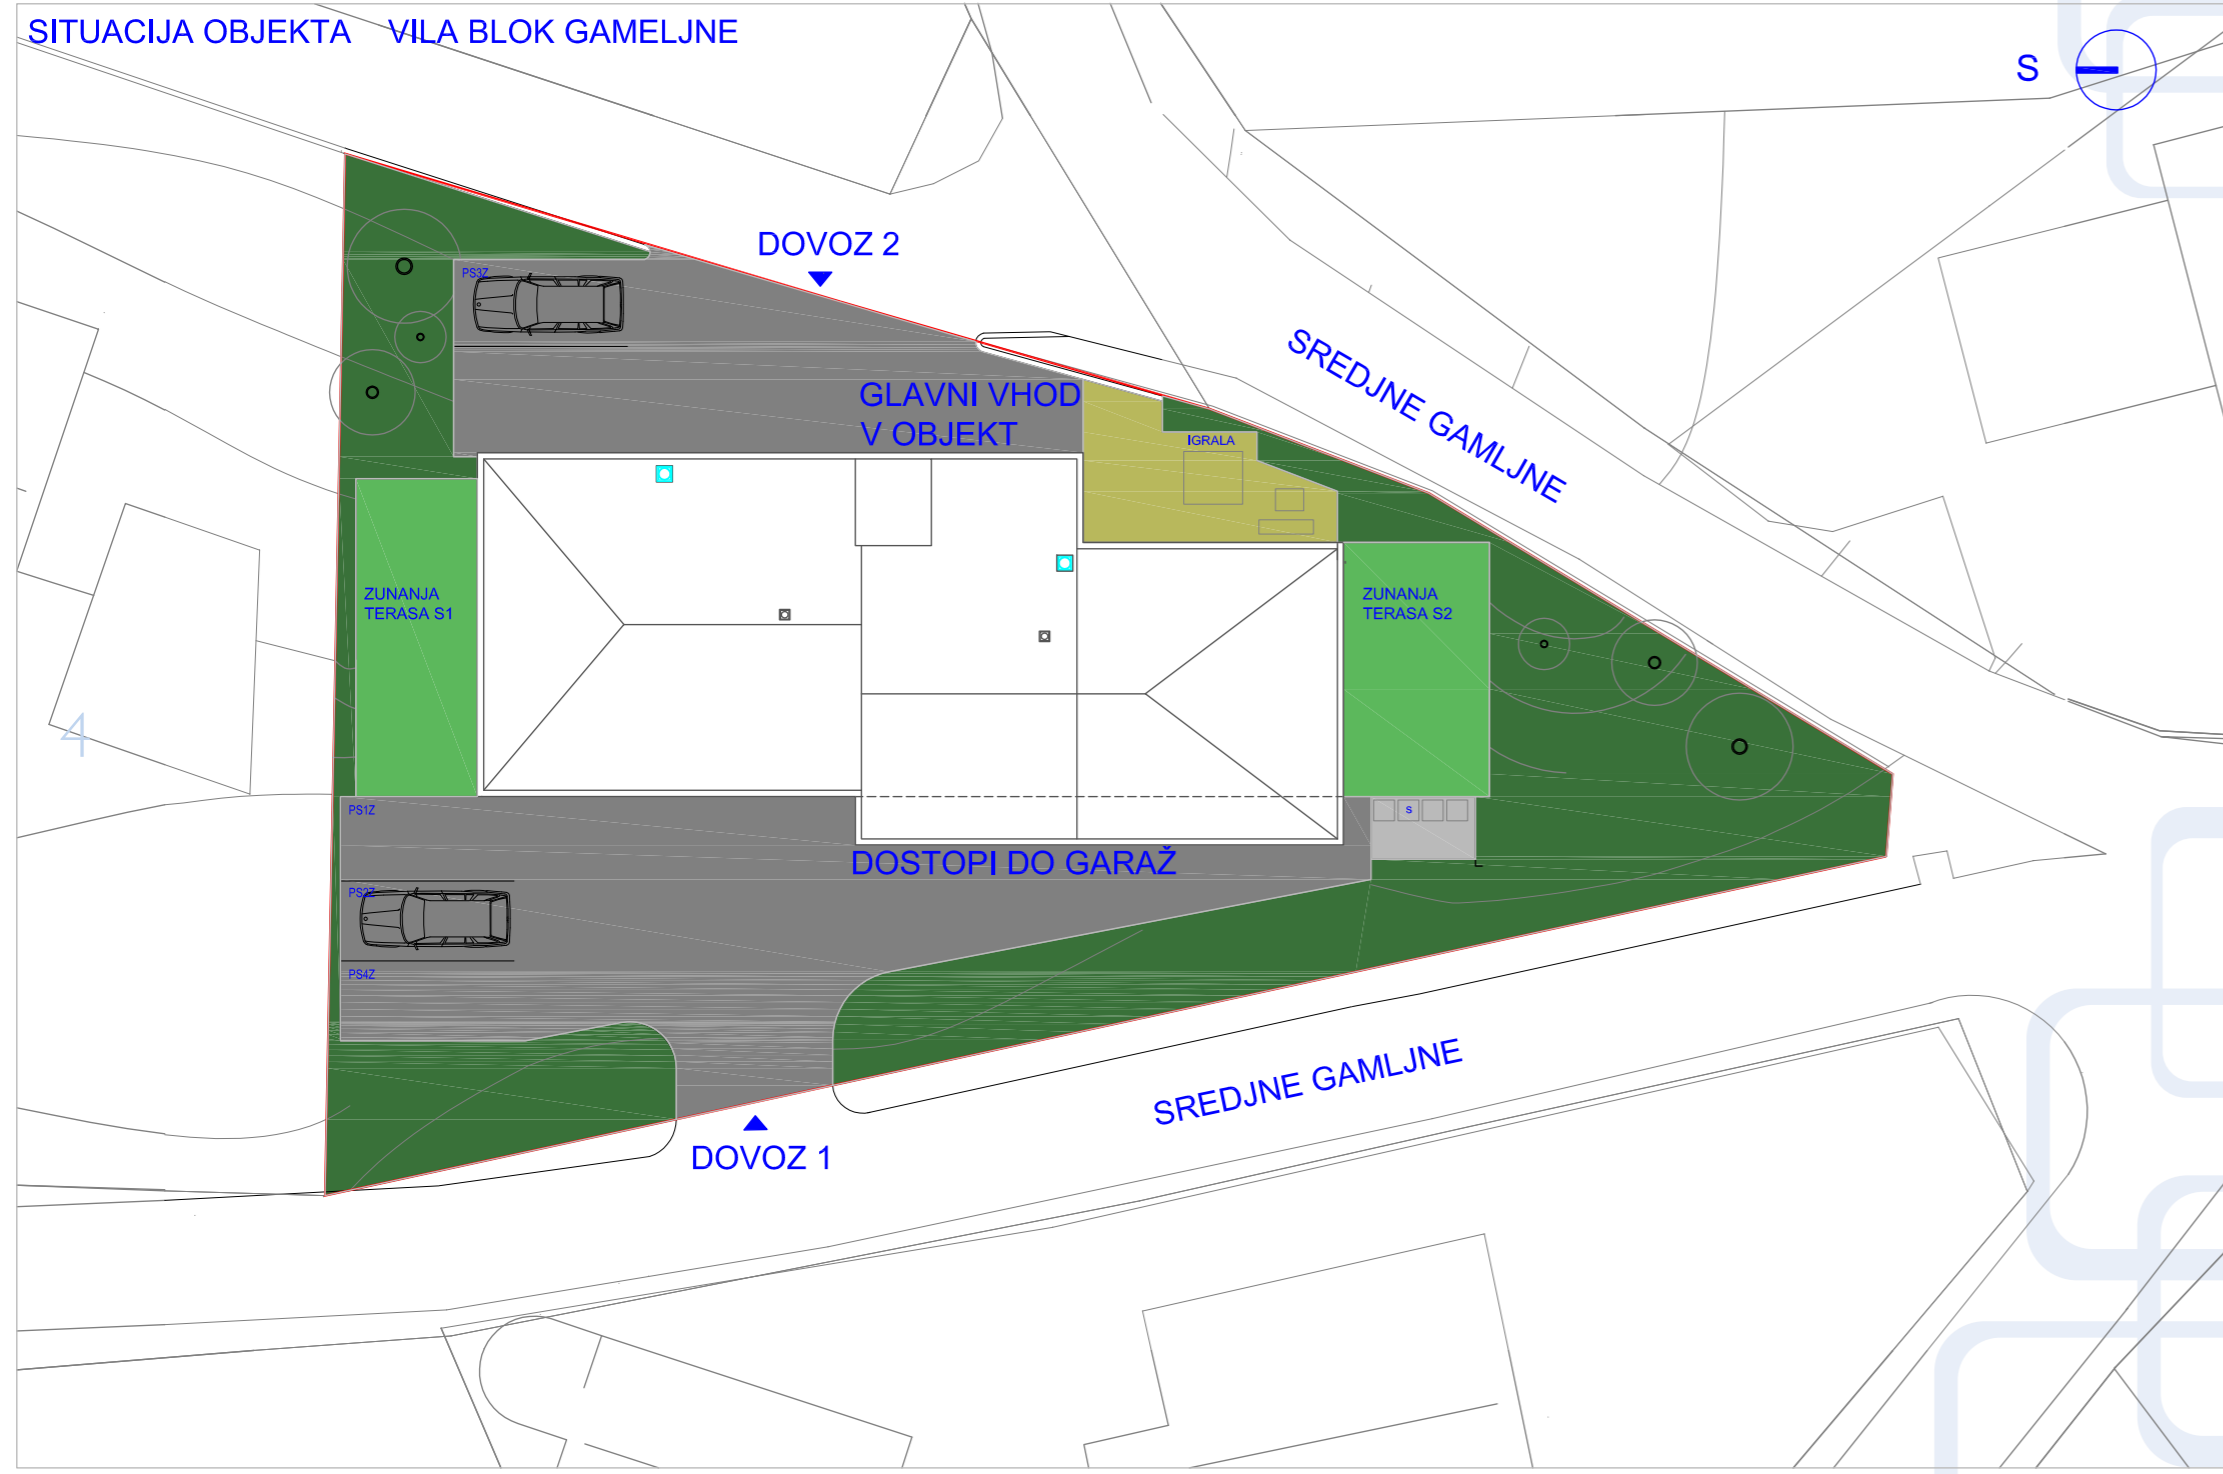 SITUACIJA OBJEKTA VILA BLOK GAMELJNE
S
DOVOZ 2
PS3Z
SREDJNE GAMLJNE
GLAVNI VHOD
V OBJEKT
IGRALA
ZUNANJA
TERASA S1
ZUNANJA
TERASA S2
4
PS1Z
S
DOSTOPI DO GARAŽ
PS2Z
PS4Z
SREDJNE GAMLJNE
DOVOZ 1